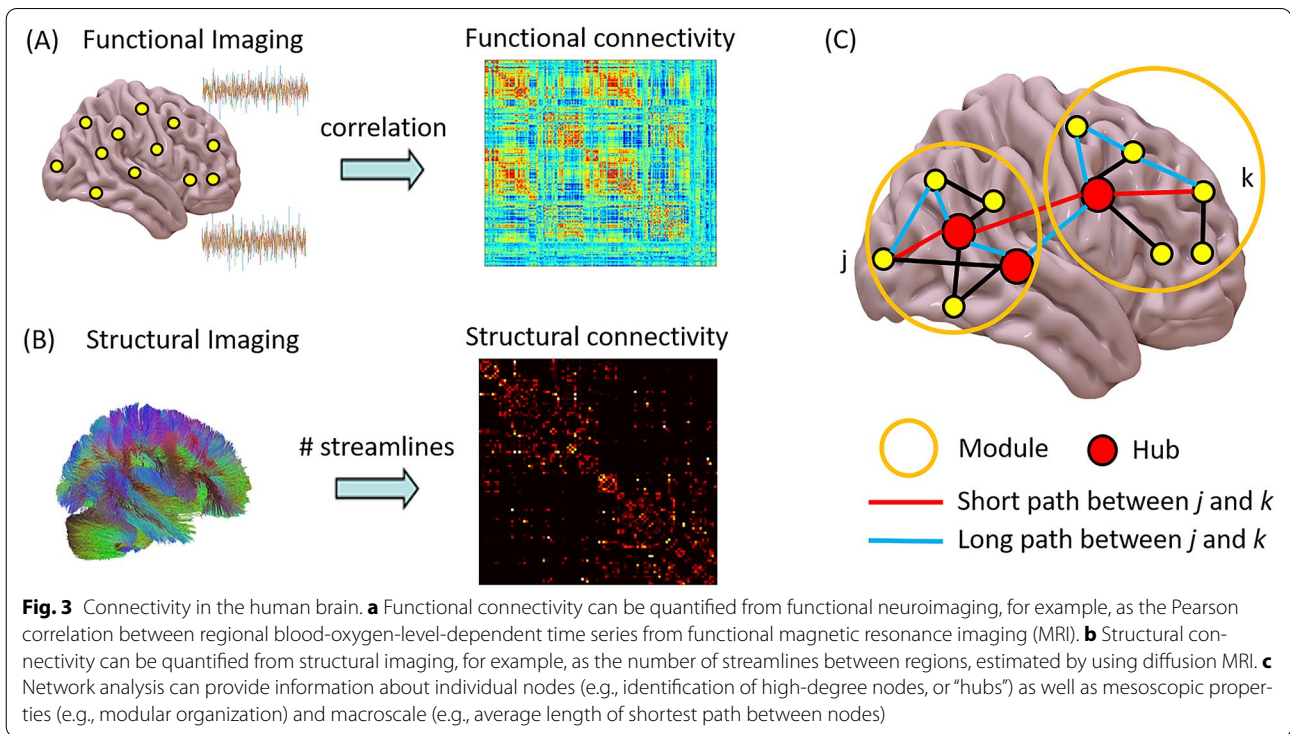 (A) Functional Imaging
correlation
Functional connectivity
(B) Structural Imaging
# streamlines
Structural connectivity
(C)
j
k
Module
Hub
Short path between j and k
Long path between j and k
Fig. 3 Connectivity in the human brain. a Functional connectivity can be quantified from functional neuroimaging, for example, as the Pearson
correlation between regional blood-oxygen-level-dependent time series from functional magnetic resonance imaging (MRI). b Structural con-
nectivity can be quantified from structural imaging, for example, as the number of streamlines between regions, estimated by using diffusion MRI. c
Network analysis can provide information about individual nodes (e.g., identification of high-degree nodes, or “hubs”) as well as mesoscopic proper-
ties (e.g., modular organization) and macroscale (e.g., average length of shortest path between nodes)